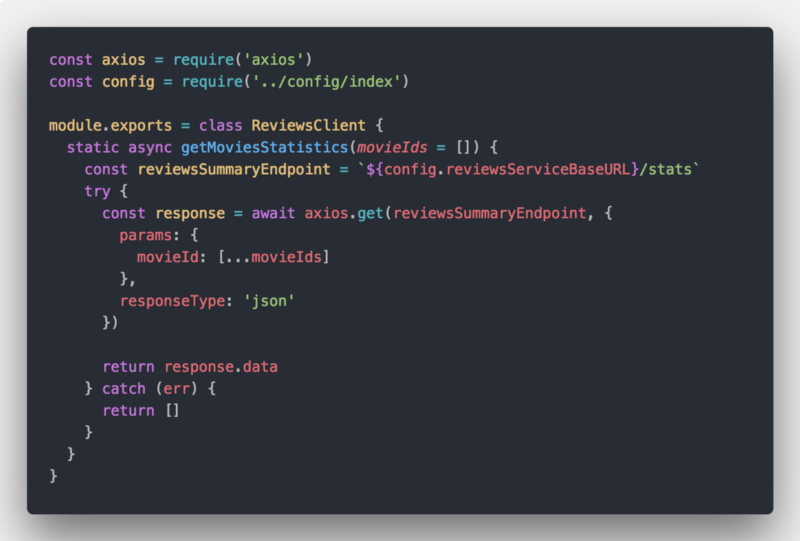 const axios = require('axios')
const config = require('../config/index')

module.exports = class ReviewsClient {
  static async getMoviesStatistics(movieIds = []) {
    const reviewsSummaryEndpoint = `${config.reviewsServiceBaseURL}/stats`
    try {
      const response = await axios.get(reviewsSummaryEndpoint, {
        params: {
          movieId: [...movieIds]
        },
        responseType: 'json'
      })

      return response.data
    } catch (err) {
      return []
    }
  }
}